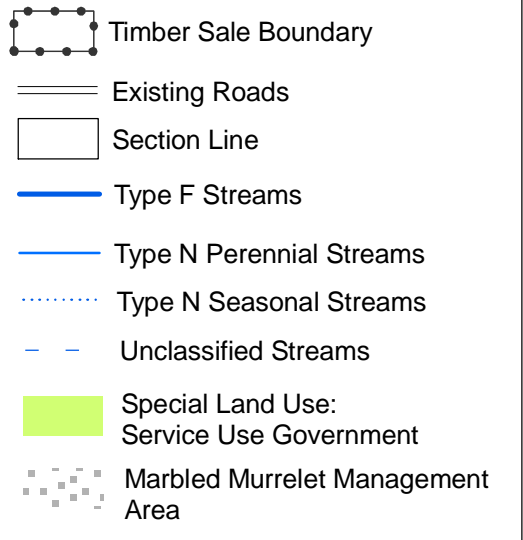 Timber Sale Boundary
Existing Roads
Section Line
Type F Streams
Type N Perennial Streams
Type N Seasonal Streams
Unclassified Streams
Special Land Use:
Service Use Government
Marbled Murrelet Management
Area